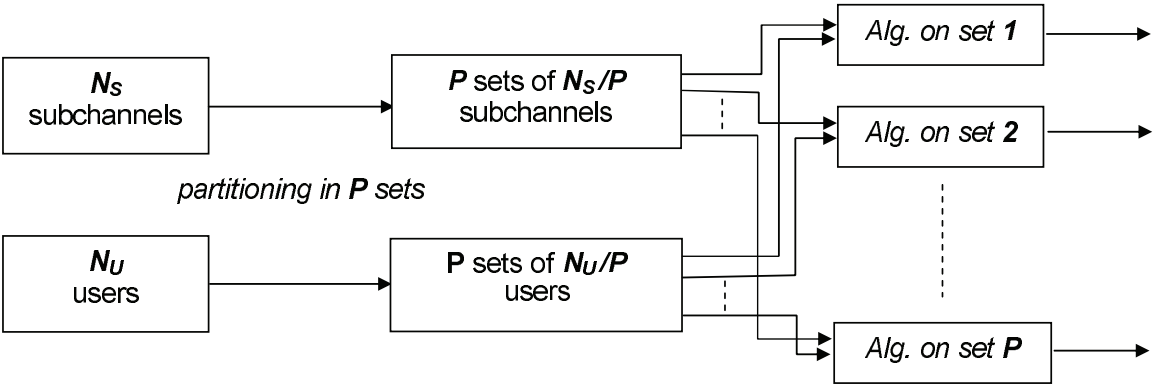 N_S
subchannels
P sets of N_S/P
subchannels
Alg. on set 1
Alg. on set 2
partitioning in P sets
N_U
users
P sets of N_U/P
users
Alg. on set P